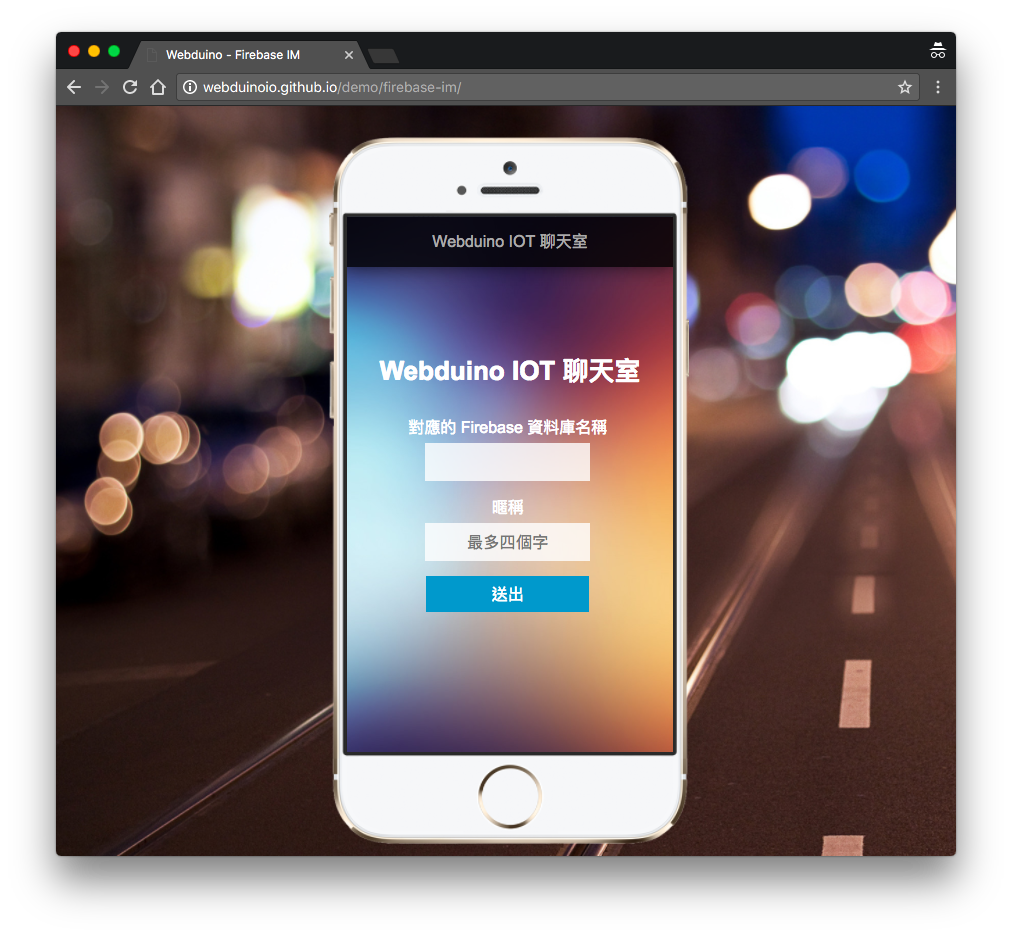 Webduino - Firebase IM
webduinoio.github.io/demo/firebase-im/
Webduino IOT 聊天室
Webduino IOT 聊天室
對應的 Firebase 資料庫名稱
暱稱
最多四個字
送出